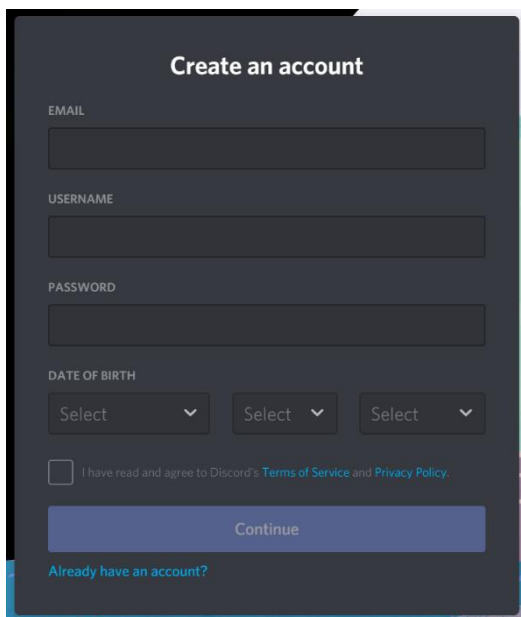 Create an account
EMAIL
USERNAME
PASSWORD
DATE OF BIRTH
Select Select Select
I have read and agree to Discord's Terms of Service and Privacy Policy.
Continue
Already have an account?